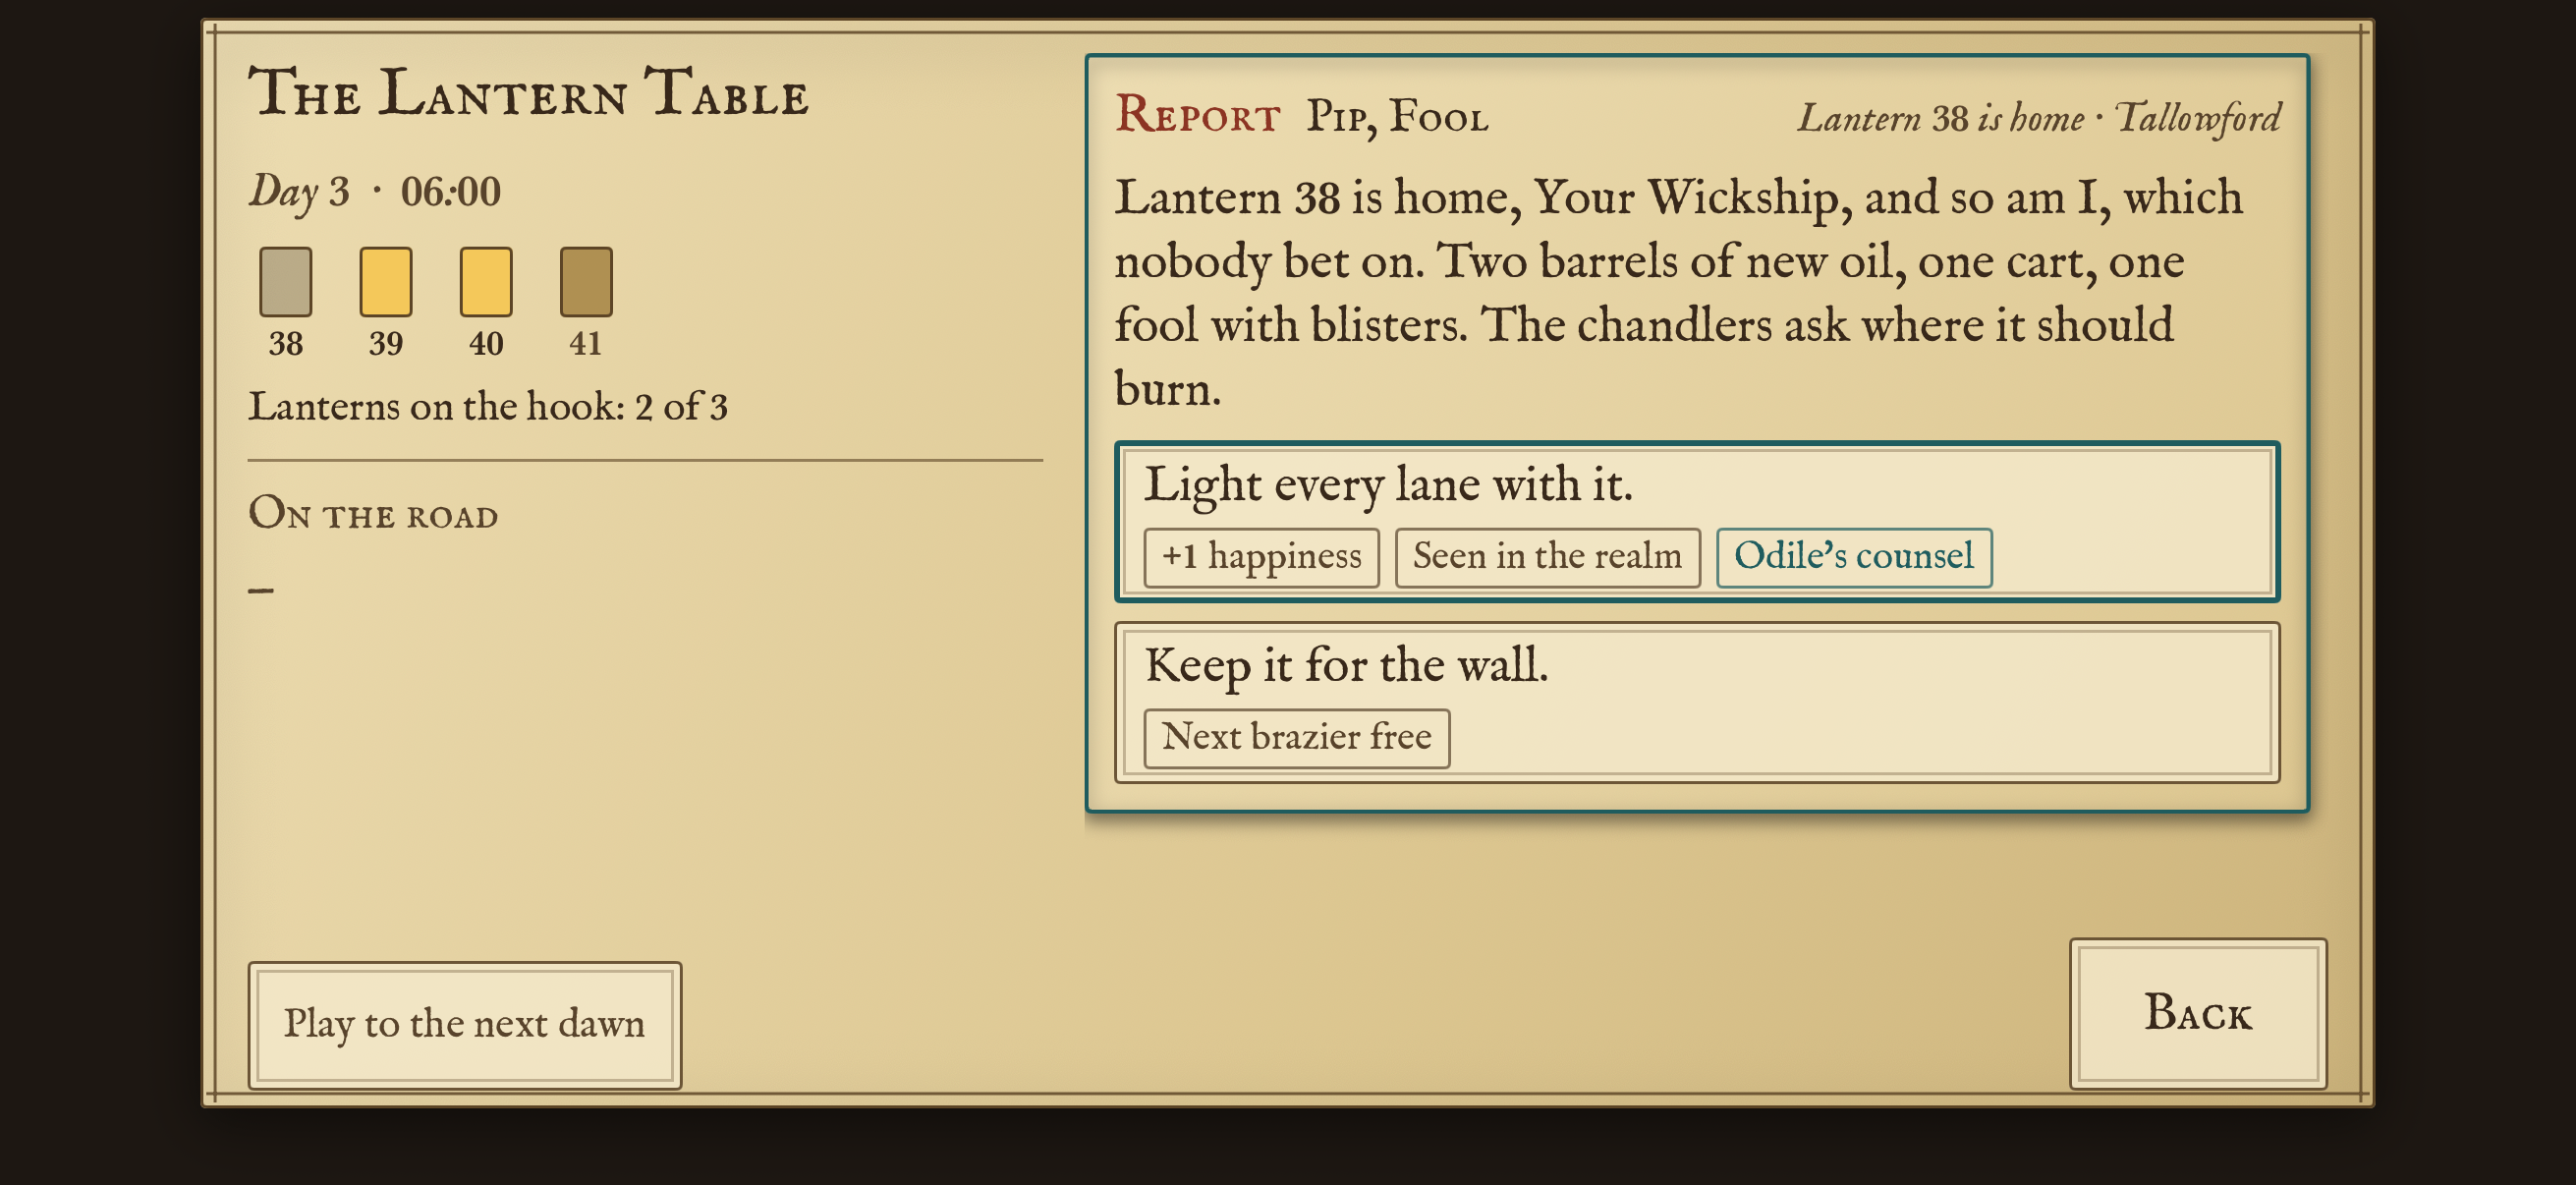 The Lantern Table
Day 3 · 06:00
38 39 40 41
Lanterns on the hook: 2 of 3
On the road
–
Report Pip, Fool Lantern 38 is home · Tallowford
Lantern 38 is home, Your Wickship, and so am I, which
nobody bet on. Two barrels of new oil, one cart, one
fool with blisters. The chandlers ask where it should
burn.
Light every lane with it.
+1 happiness Seen in the realm Odile’s counsel
Keep it for the wall.
Next brazier free
Play to the next dawn
Back